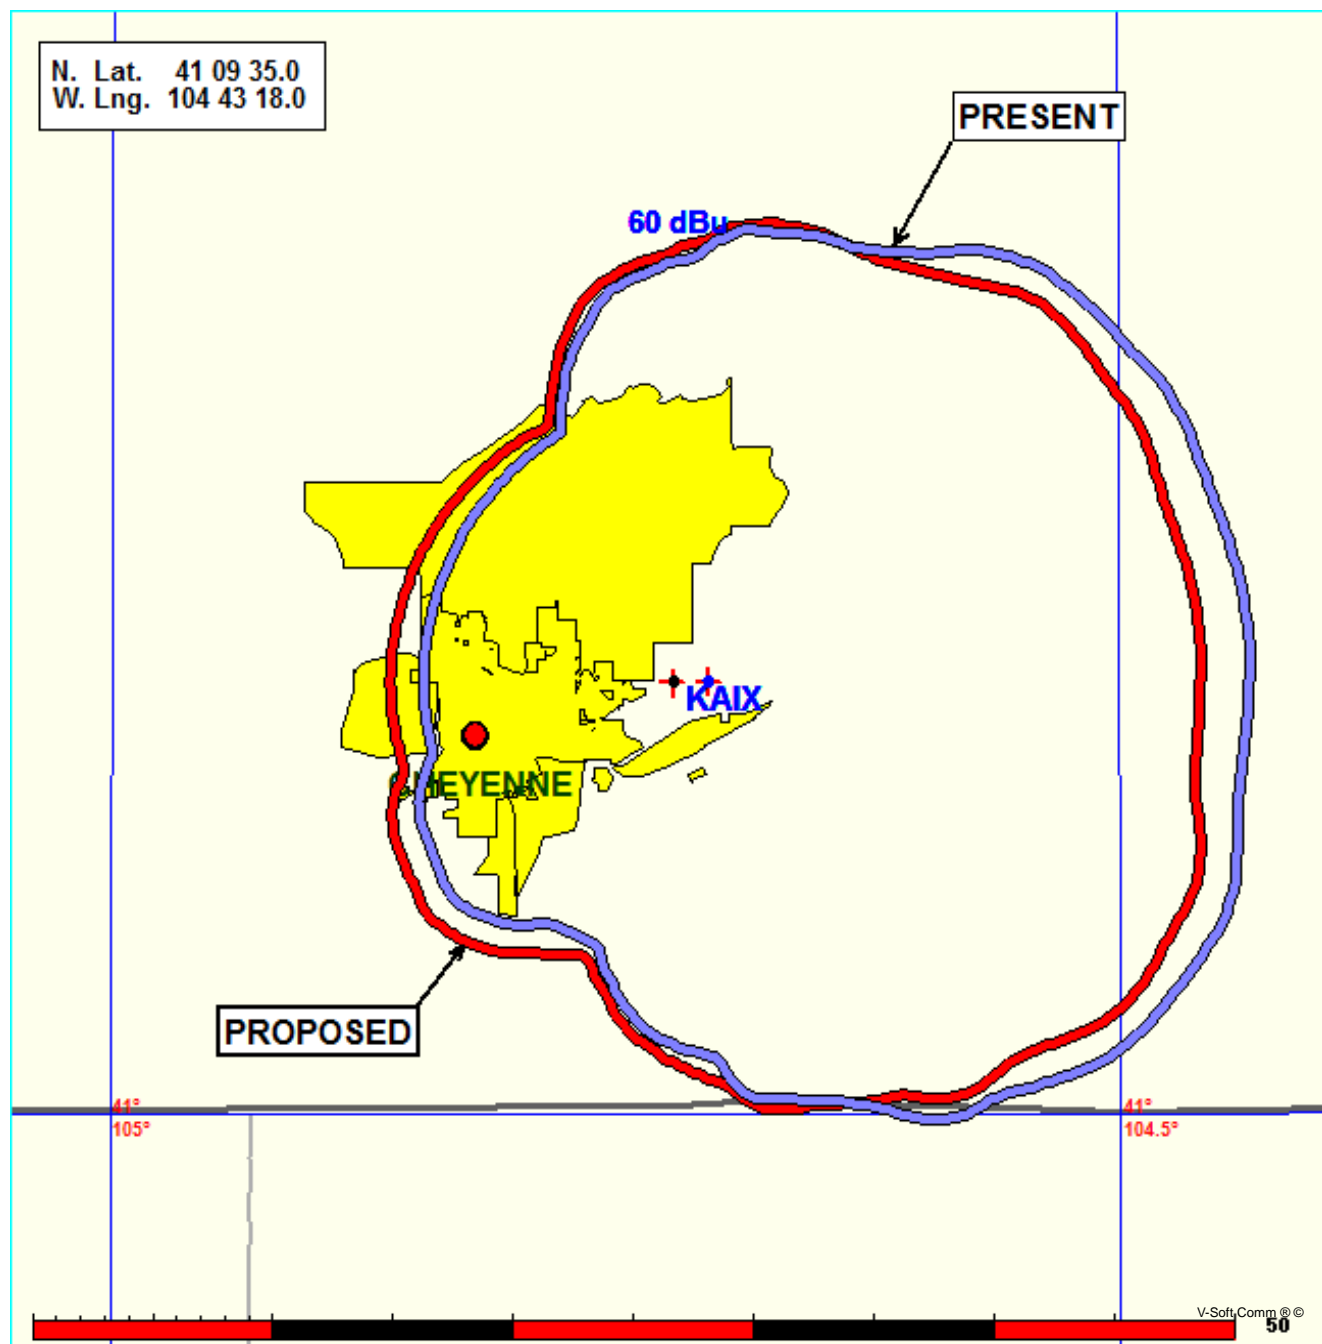 N. Lat. 41 09 35.0
W. Lng. 104 43 18.0
PRESENT
60 dBu
KAIX
CHEYENNE
PROPOSED
41°
105°
41°
104.5°
V-Soft Comm ® ©
50